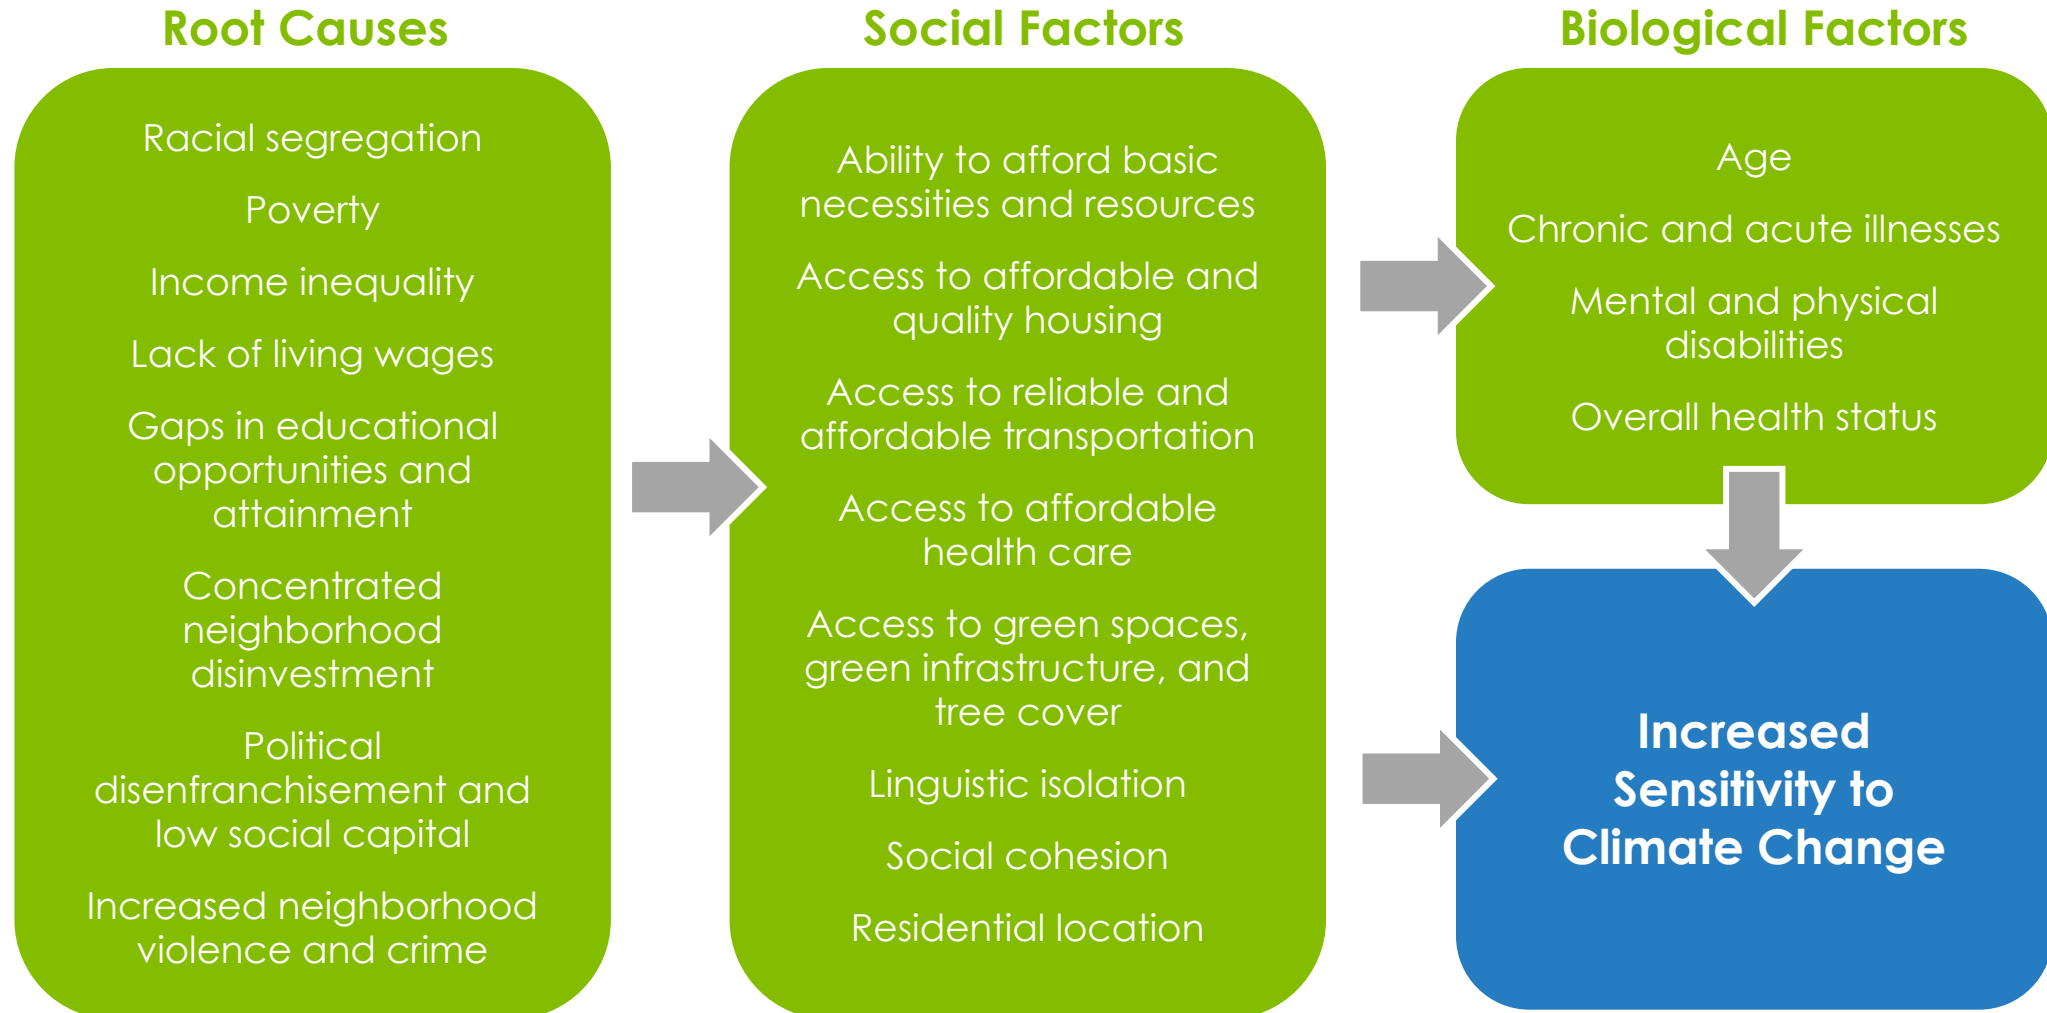 Root Causes
Racial segregation
Poverty
Income inequality
Lack of living wages
Gaps in educational
opportunities and
attainment
Concentrated
neighborhood
disinvestment
Political
disenfranchisement and
low social capital
Increased neighborhood
violence and crime
Social Factors
Ability to afford basic
necessities and resources
Access to affordable and
quality housing
Access to reliable and
affordable transportation
Access to affordable
health care
Access to green spaces,
green infrastructure, and
tree cover
Linguistic isolation
Social cohesion
Residential location
Biological Factors
Age
Chronic and acute illnesses
Mental and physical
disabilities
Overall health status
Increased
Sensitivity to
Climate Change